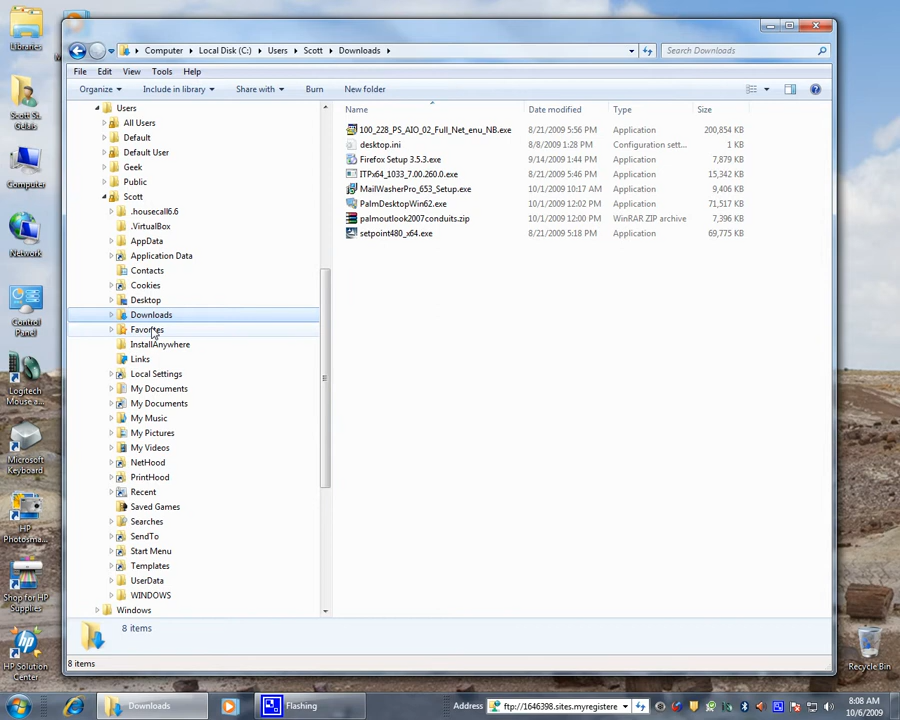 Libraries
Scott St. Gelais
Computer
Network
Control Panel
Logitech Mouse a...
Microsoft Keyboard
HP Photosma...
Shop for HP Supplies
HP Solution Center
Recycle Bin
Computer Local Disk (C:) Users Scott Downloads
Search Downloads
File Edit View Tools Help
Organize Include in library Share with Burn New folder
Users
All Users
Default
Default User
Geek
Public
Scott
.housecall6.6
.VirtualBox
AppData
Application Data
Contacts
Cookies
Desktop
Downloads
Favorites
InstallAnywhere
Links
Local Settings
My Documents
My Documents
My Music
My Pictures
My Videos
NetHood
PrintHood
Recent
Saved Games
Searches
SendTo
Start Menu
Templates
UserData
WINDOWS
Windows
Name Date modified Type Size
100_228_PS_AIO_02_Full_Net_enu_NB.exe 8/21/2009 5:56 PM Application 200,854 KB
desktop.ini 8/8/2009 1:28 PM Configuration sett... 1 KB
Firefox Setup 3.5.3.exe 9/14/2009 1:44 PM Application 7,879 KB
ITPx64_1033_7.00.260.0.exe 8/21/2009 5:46 PM Application 15,342 KB
MailWasherPro_653_Setup.exe 10/1/2009 10:17 AM Application 9,406 KB
PalmDesktopWin62.exe 10/1/2009 12:02 PM Application 71,517 KB
palmoutlook2007conduits.zip 10/1/2009 12:00 PM WinRAR ZIP archive 7,396 KB
setpoint480_x64.exe 8/21/2009 5:18 PM Application 69,775 KB
8 items
8 items
Downloads
Flashing
Address ftp://1646398.sites.myregistere
8:08 AM
10/6/2009